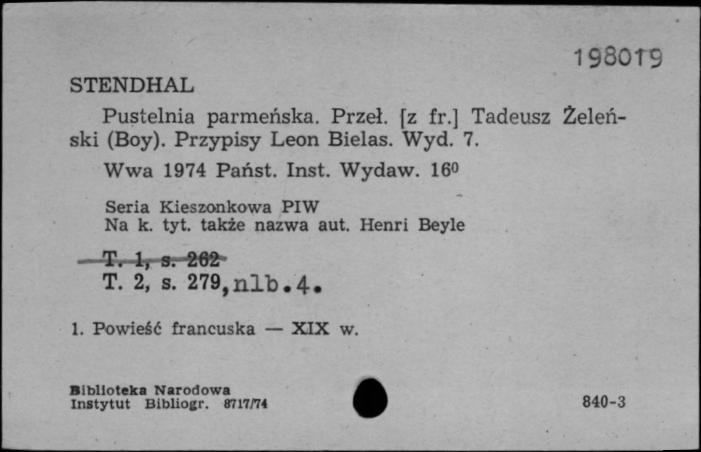 198019
STENDHAL
Pustelnia parmeńska. Przeł. [z fr.] Tadeusz Żeleń-
ski (Boy). Przypisy Leon Bielas. Wyd. 7.
Wwa 1974 Państ. Inst. Wydaw. 16⁰
Seria Kieszonkowa PIW
Na k. tyt. także nazwa aut. Henri Beyle
T. 1, s. 262
T. 2, s. 279, nlb. 4.
1. Powieść francuska — XIX w.
Biblioteka Narodowa
Instytut Bibliogr. 8717/74
840-3